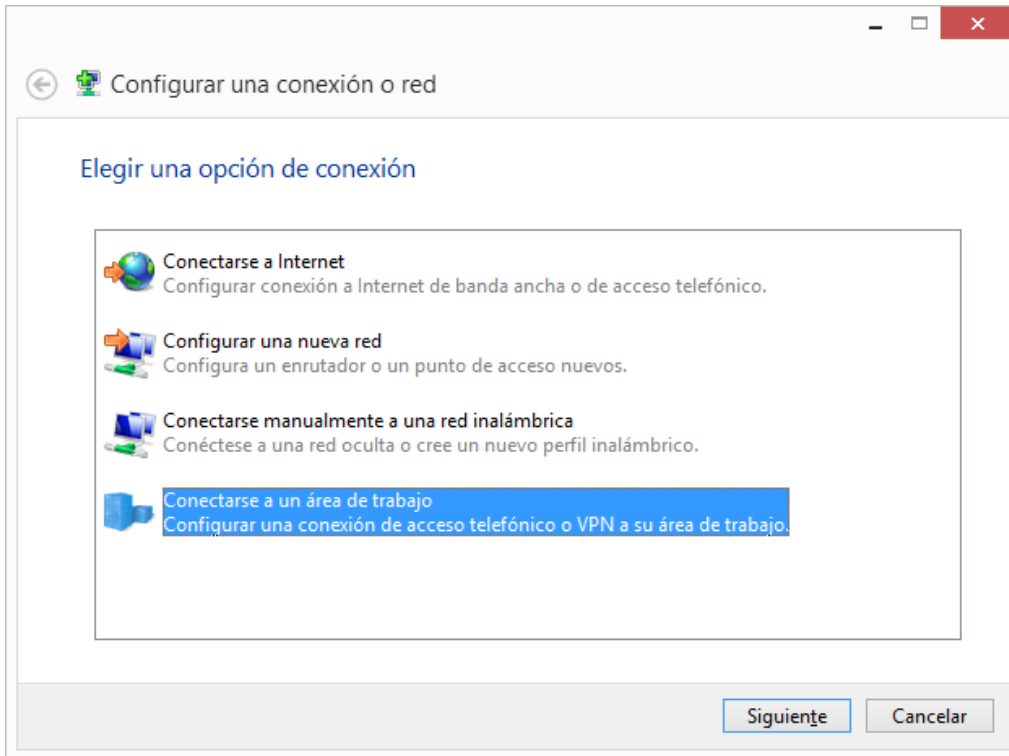 Configurar una conexión o red
Elegir una opción de conexión
Conectarse a Internet
Configurar conexión a Internet de banda ancha o de acceso telefónico.
Configurar una nueva red
Configura un enrutador o un punto de acceso nuevos.
Conectarse manualmente a una red inalámbrica
Conéctese a una red oculta o cree un nuevo perfil inalámbrico.
Conectarse a un área de trabajo
Configurar una conexión de acceso telefónico o VPN a su área de trabajo.
Siguiente
Cancelar